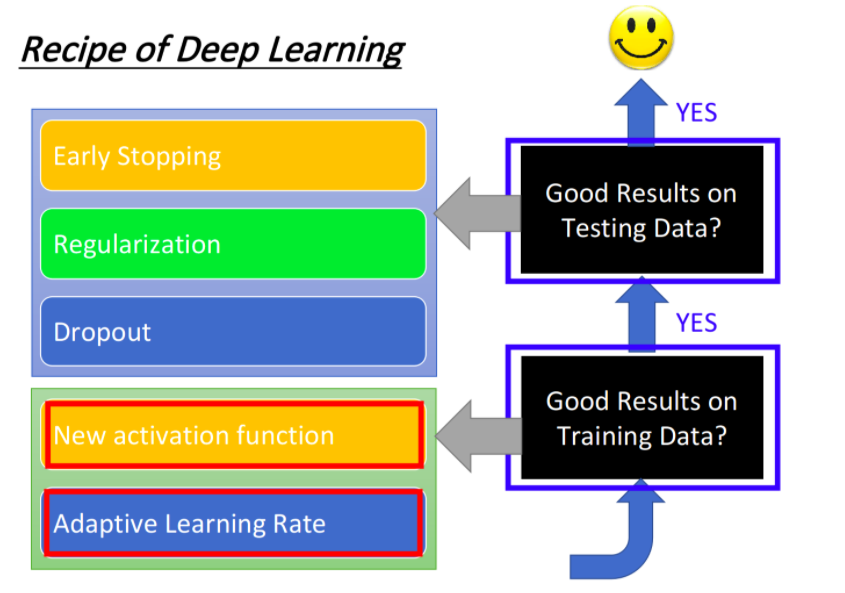 Recipe of Deep Learning
YES
Early Stopping
Regularization
Dropout
Good Results on
Testing Data?
YES
New activation function
Adaptive Learning Rate
Good Results on
Training Data?